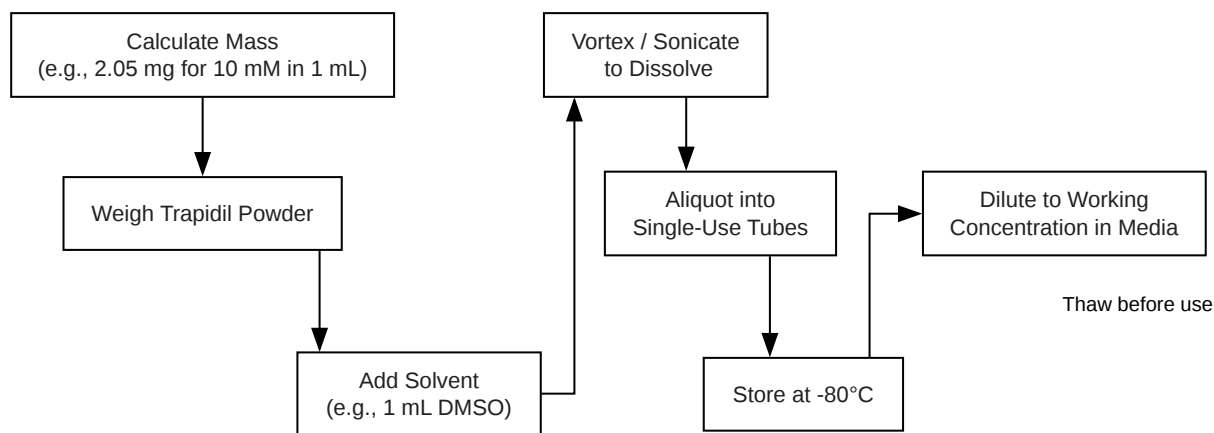 Calculate Mass
(e.g., 2.05 mg for 10 mM in 1 mL)
Weigh Trapidil Powder
Add Solvent
(e.g., 1 mL DMSO)
Vortex / Sonicate
to Dissolve
Aliquot into
Single-Use Tubes
Store at -80°C
Dilute to Working
Concentration in Media
Thaw before use